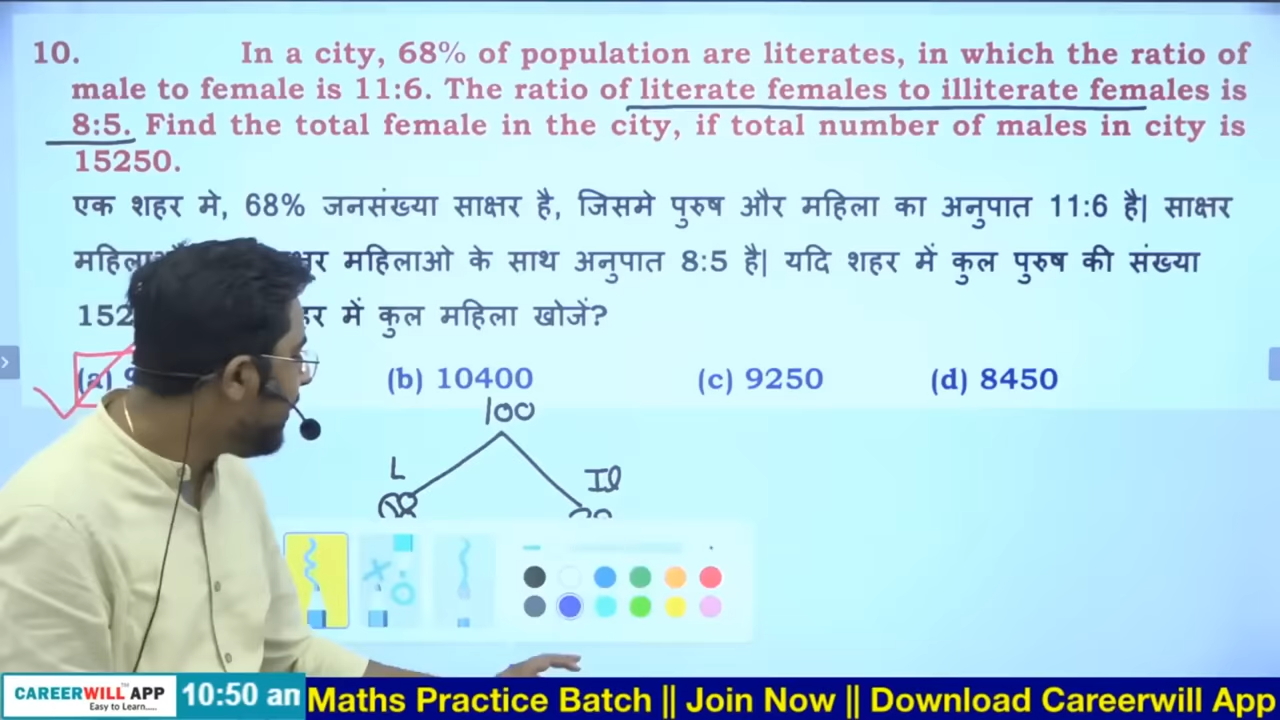 10. In a city, 68% of population are literates, in which the ratio of
male to female is 11:6. The ratio of literate females to illiterate females is
8:5. Find the total female in the city, if total number of males in city is
15250.
एक शहर मे, 68% जनसंख्या साक्षर है, जिसमे पुरुष और महिला का अनुपात 11:6 है| साक्षर
महिलाओ के साथ अनुपात 8:5 है| यदि शहर में कुल पुरुष की संख्या
में कुल महिला खोजें?
(a) (b) 10400 (c) 9250 (d) 8450
100
L Il
68
CAREERWILL APP
Easy to Learn.....
10:50 an
Maths Practice Batch || Join Now || Download Careerwill App